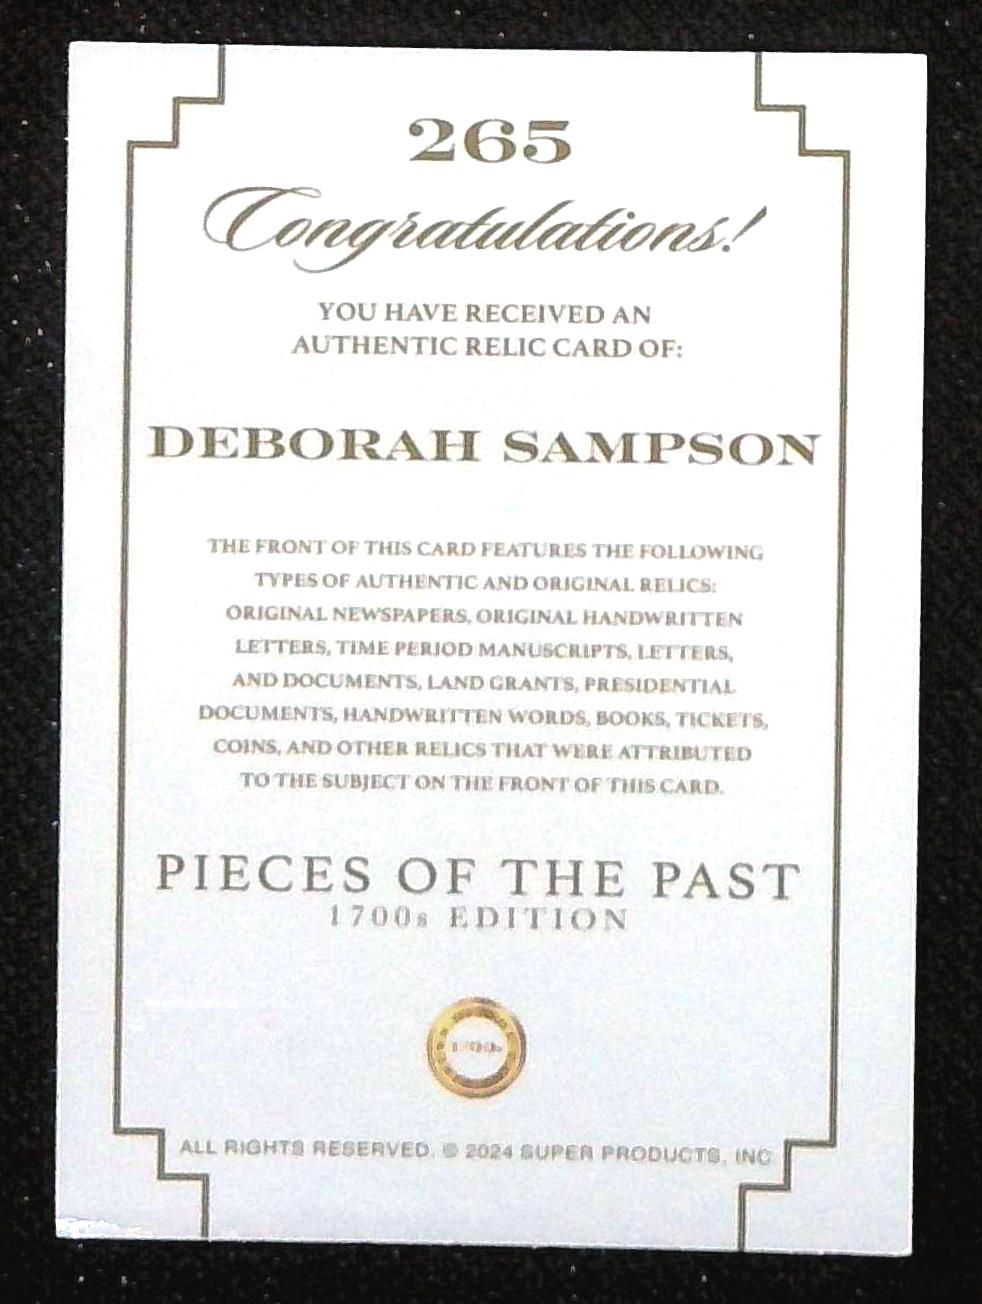 265
Congratulations!
YOU HAVE RECEIVED AN
AUTHENTIC RELIC CARD OF:
DEBORAH SAMPSON
THE FRONT OF THIS CARD FEATURES THE FOLLOWING
TYPES OF AUTHENTIC AND ORIGINAL RELICS:
ORIGINAL NEWSPAPERS, ORIGINAL HANDWRITTEN
LETTERS, TIME PERIOD MANUSCRIPTS, LETTERS,
AND DOCUMENTS, LAND GRANTS, PRESIDENTIAL
DOCUMENTS, HANDWRITTEN WORDS, BOOKS, TICKETS,
COINS, AND OTHER RELICS THAT WERE ATTRIBUTED
TO THE SUBJECT ON THE FRONT OF THIS CARD.
PIECES OF THE PAST
1700s EDITION
1700s
ALL RIGHTS RESERVED. © 2024 SUPER PRODUCTS, INC.